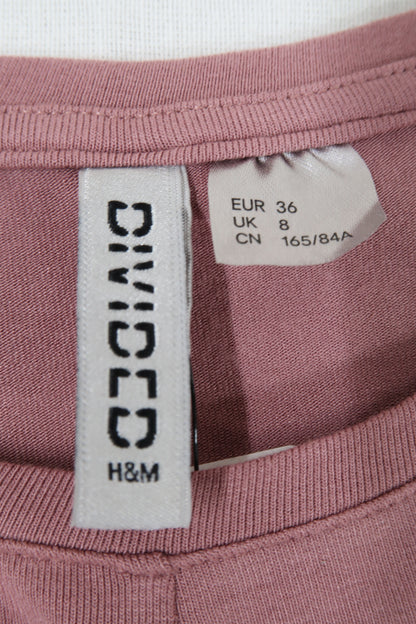 DIVIDED
H&M
EUR 36
UK 8
CN 165/84A